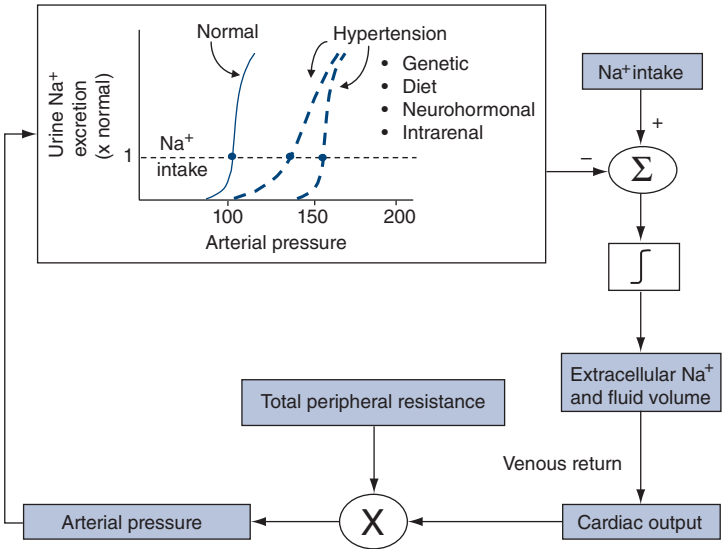 Normal
Hypertension
• Genetic
• Diet
• Neurohormonal
• Intrarenal
Urine Na+
excretion
(x normal)
1
Na+
intake
100 150 200
Arterial pressure
Na+ intake
+
–
Σ
∫
Extracellular Na+
and fluid volume
Total peripheral resistance
Venous return
Arterial pressure
X
Cardiac output